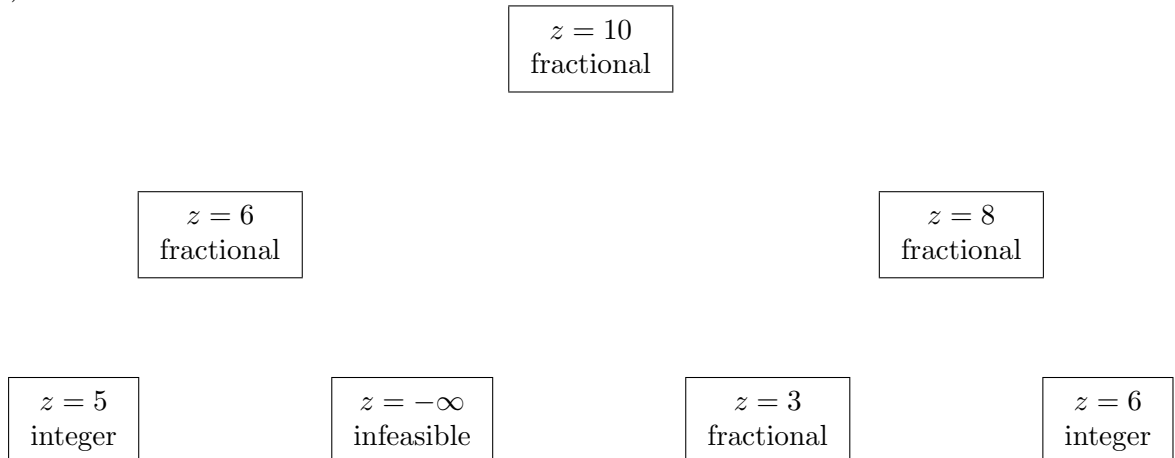 z = 10
fractional
z = 6
fractional
z = 8
fractional
z = 5
integer
z = −∞
infeasible
z = 3
fractional
z = 6
integer